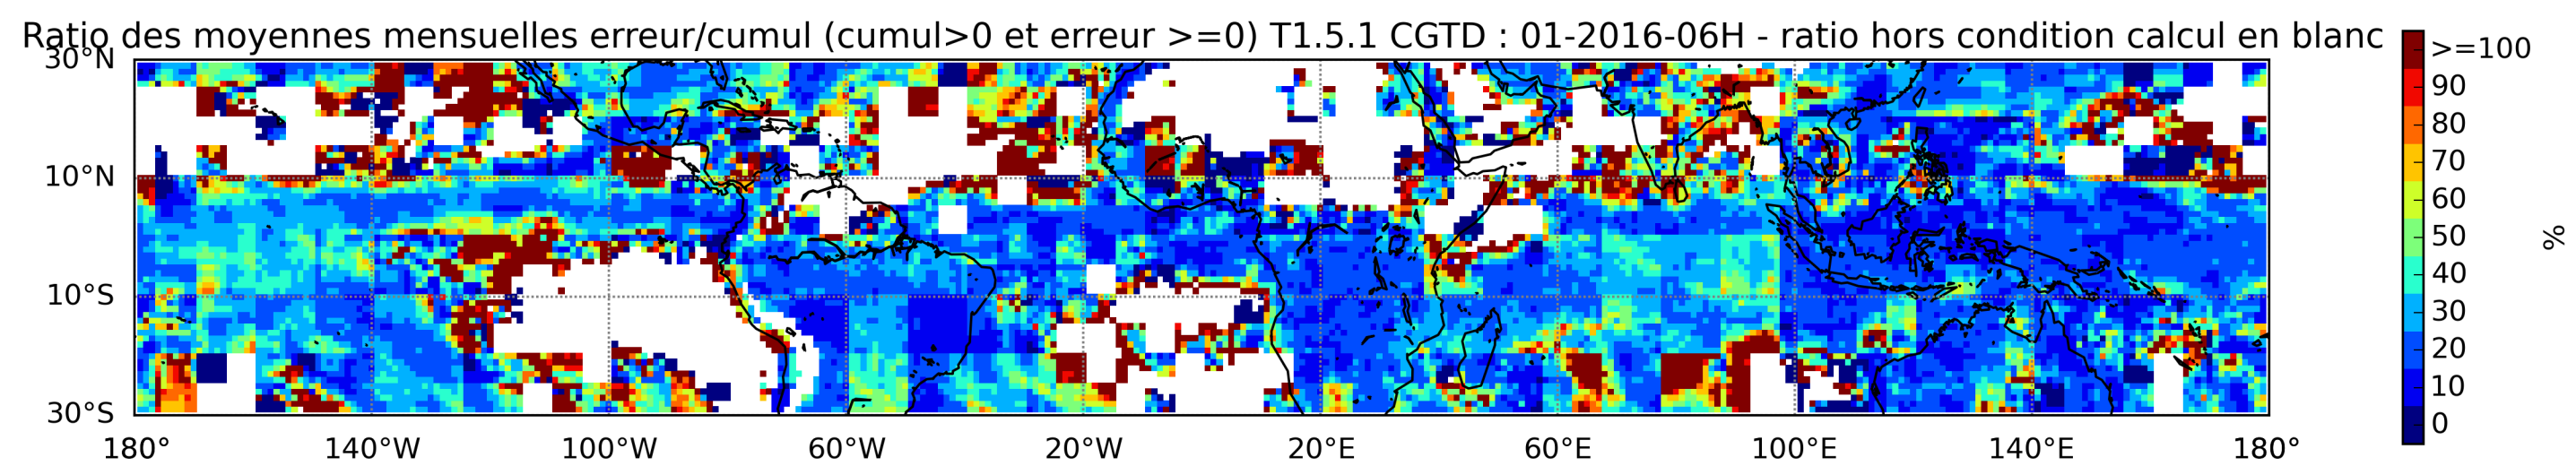 Ratio des moyennes mensuelles erreur/cumul (cumul>0 et erreur >=0) T1.5.1 CGTD : 01-2016-06H - ratio hors condition calcul en blanc
30°N
10°N
10°S
30°S
180° 140°W 100°W 60°W 20°W 20°E 60°E 100°E 140°E 180°
>=100
90
80
70
60
50
40
30
20
10
0
%